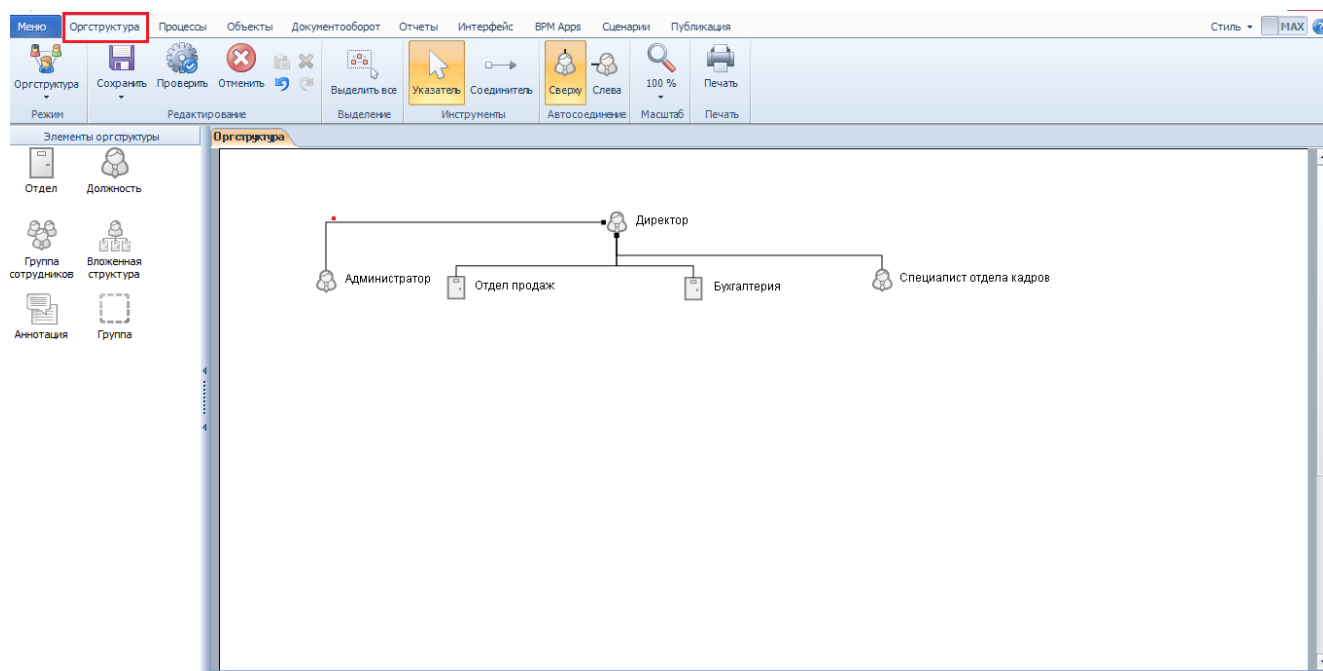 Меню Оргструктура Процессы Объекты Документооборот Отчеты Интерфейс BPM Apps Сценарии Публикация Стиль MAX ?
Оргструктура Сохранить Проверить Отменить Выделить все Указатель Соединитель Сверху Слева 100 % Печать
Режим Редактирование Выделение Инструменты Автосоединение Масштаб Печать
Элементы оргструктуры Оргструктура
Отдел Должность
Группа сотрудников Вложенная структура
Аннотация Группа
Директор
Администратор Отдел продаж Бухгалтерия Специалист отдела кадров